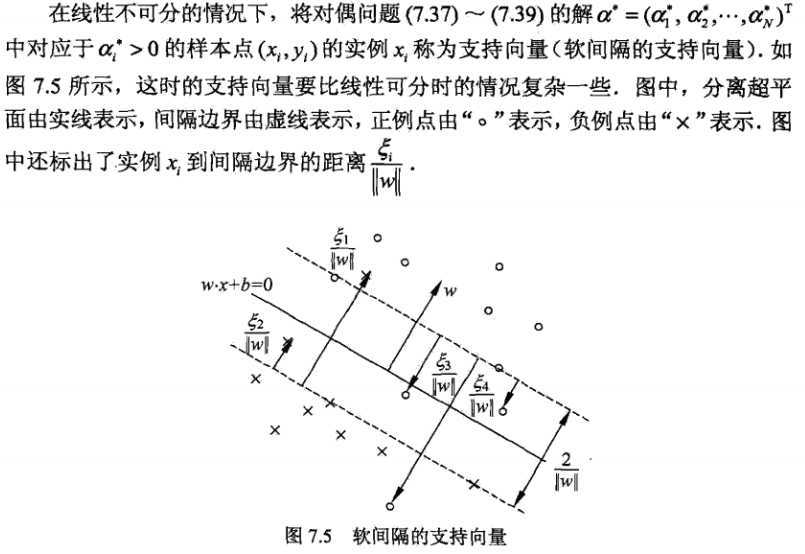 在线性不可分的情况下，将对偶问题 (7.37) ～ (7.39) 的解 α* = (α₁*, α₂*,⋯,α_N*)ᵀ
中对应于 αᵢ* > 0 的样本点 (xᵢ, yᵢ) 的实例 xᵢ 称为支持向量（软间隔的支持向量）. 如
图 7.5 所示，这时的支持向量要比线性可分时的情况复杂一些. 图中，分离超平
面由实线表示，间隔边界由虚线表示，正例点由“∘”表示，负例点由“×”表示. 图
中还标出了实例 xᵢ 到间隔边界的距离 ξᵢ/‖w‖ .
ξ₁/‖w‖
w·x+b=0
w
ξ₂/‖w‖
ξ₃/‖w‖
ξ₄/‖w‖
2/‖w‖
图 7.5 软间隔的支持向量